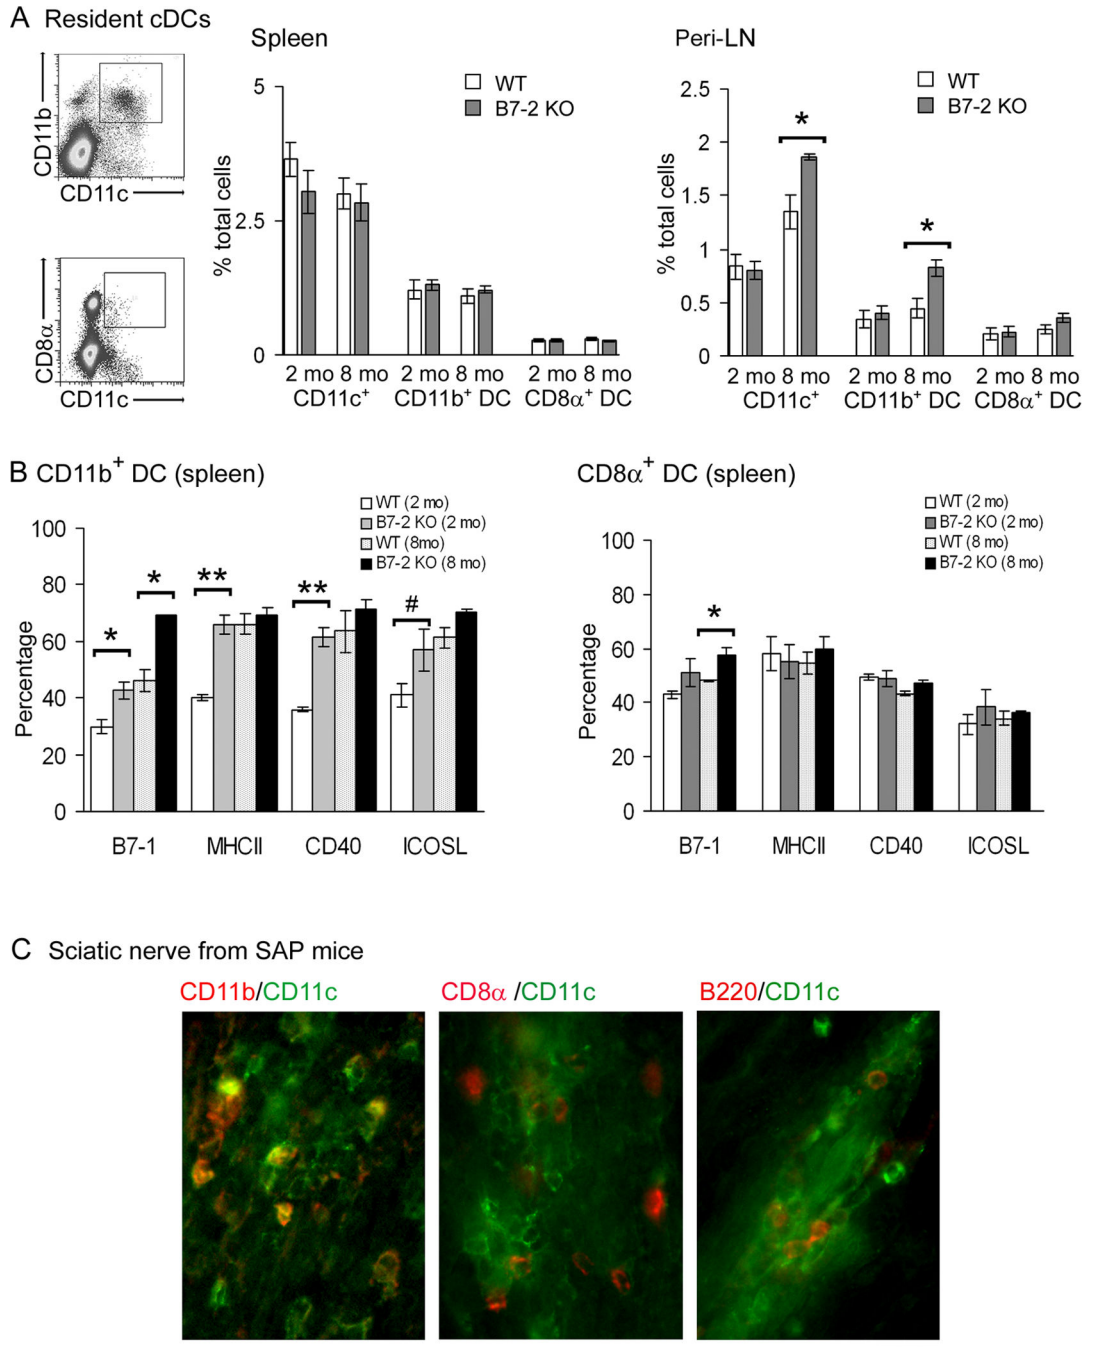 A Resident cDCs
CD11b
CD11c
CD8α
CD11c
Spleen
WT
B7-2 KO
% total cells
5
2.5
0
2 mo 8 mo 2 mo 8 mo 2 mo 8 mo
CD11c+ CD11b+ DC CD8α+ DC
Peri-LN
WT
B7-2 KO
% total cells
2.5
2
1.5
1
0.5
0
*
*
2 mo 8 mo 2 mo 8 mo 2 mo 8 mo
CD11c+ CD11b+ DC CD8α+ DC
B CD11b+ DC (spleen)
WT (2 mo)
B7-2 KO (2 mo)
WT (8mo)
B7-2 KO (8 mo)
Percentage
100
80
60
40
20
0
* * ** ** #
B7-1 MHCII CD40 ICOSL
CD8α+ DC (spleen)
WT (2 mo)
B7-2 KO (2 mo)
WT (8 mo)
B7-2 KO (8 mo)
Percentage
100
80
60
40
20
0
*
B7-1 MHCII CD40 ICOSL
C Sciatic nerve from SAP mice
CD11b/CD11c CD8α /CD11c B220/CD11c